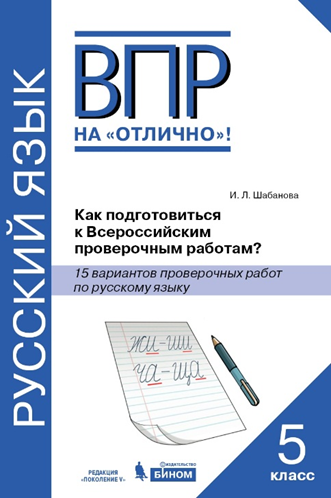 РУССКИЙ ЯЗЫК
ВПР
НА «ОТЛИЧНО»!
И. Л. Шабанова
Как подготовиться
к Всероссийским
проверочным работам?
15 вариантов проверочных работ
по русскому языку
жи-ши
ча-ща
5
класс
РЕДАКЦИЯ
«ПОКОЛЕНИЕ V»
ИЗДАТЕЛЬСТВО
БИНОМ